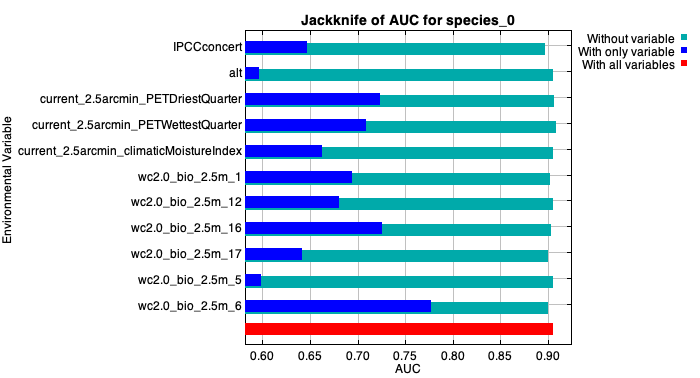 Jackknife of AUC for species_0
Without variable
With only variable
With all variables
Environmental Variable
IPCCconcert
alt
current_2.5arcmin_PETDriestQuarter
current_2.5arcmin_PETWettestQuarter
current_2.5arcmin_climaticMoistureIndex
wc2.0_bio_2.5m_1
wc2.0_bio_2.5m_12
wc2.0_bio_2.5m_16
wc2.0_bio_2.5m_17
wc2.0_bio_2.5m_5
wc2.0_bio_2.5m_6
0.60 0.65 0.70 0.75 0.80 0.85 0.90
AUC